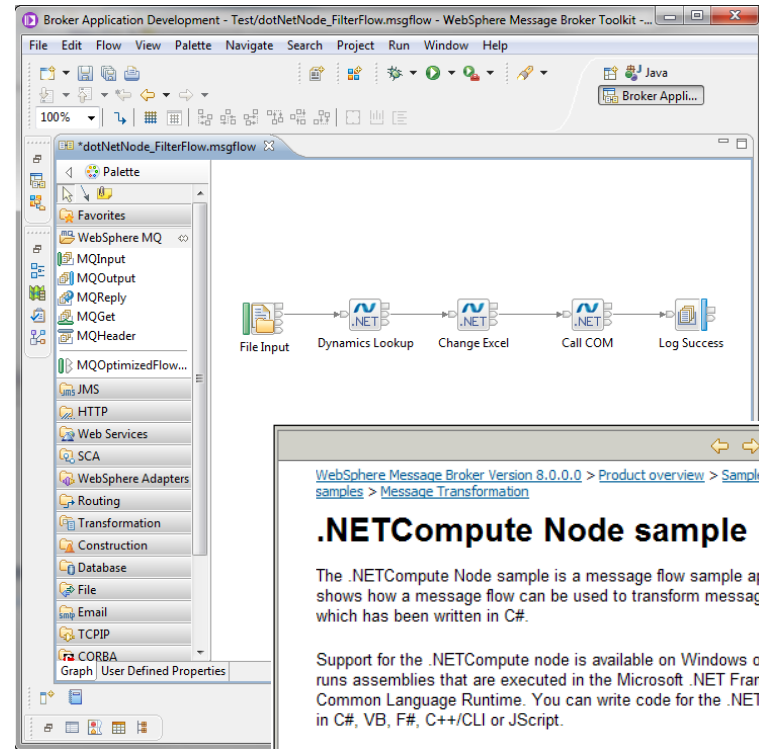 Broker Application Development - Test/dotNetNode_FilterFlow.msgflow - WebSphere Message Broker Toolkit -...
File Edit Flow View Palette Navigate Search Project Run Window Help
Java
Broker Appli...
100%
*dotNetNode_FilterFlow.msgflow
Palette
Favorites
WebSphere MQ
MQInput
MQOutput
MQReply
MQGet
MQHeader
MQOptimizedFlow...
JMS
HTTP
Web Services
SCA
WebSphere Adapters
Routing
Transformation
Construction
Database
File
Email
TCPIP
CORBA
Graph User Defined Properties
.NET .NET .NET
File Input Dynamics Lookup Change Excel Call COM Log Success
WebSphere Message Broker Version 8.0.0.0 > Product overview > Sample
samples > Message Transformation
.NETCompute Node sample
The .NETCompute Node sample is a message flow sample ap
shows how a message flow can be used to transform messag
which has been written in C#.
Support for the .NETCompute node is available on Windows o
runs assemblies that are executed in the Microsoft .NET Fran
Common Language Runtime. You can write code for the .NET
in C#, VB, F#, C++/CLI or JScript.